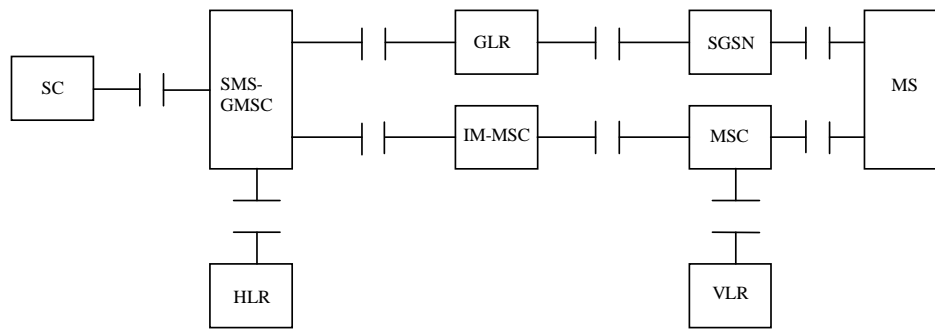 GLR
SGSN
SC
SMS-
GMSC
MS
IM-MSC
MSC
HLR
VLR